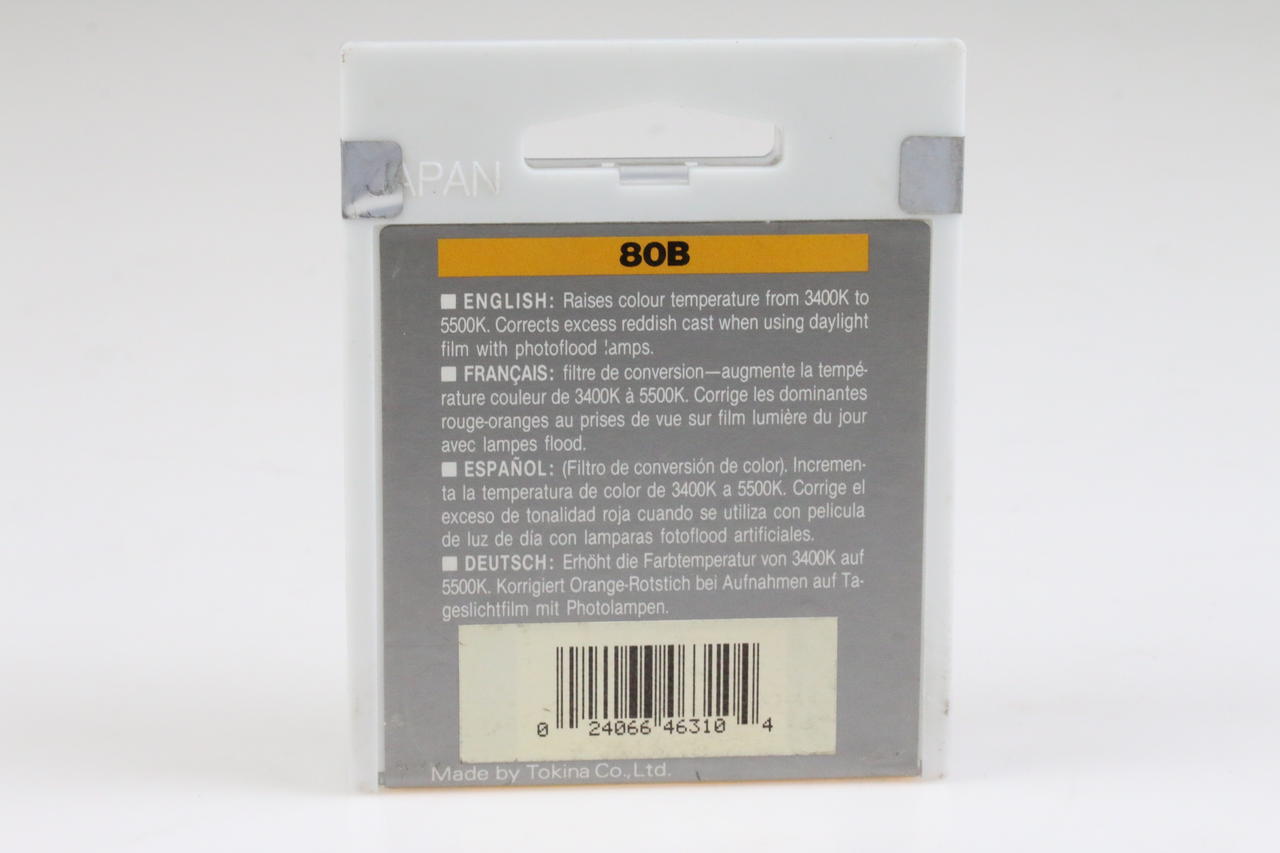 JAPAN
80B
■ ENGLISH: Raises colour temperature from 3400K to
5500K. Corrects excess reddish cast when using daylight
film with photoflood lamps.
■ FRANÇAIS: filtre de conversion—augmente la tempé-
rature couleur de 3400K à 5500K. Corrige les dominantes
rouge-oranges au prises de vue sur film lumière du jour
avec lampes flood.
■ ESPAÑOL: (Filtro de conversión de color). Incremen-
ta la temperatura de color de 3400K a 5500K. Corrige el
exceso de tonalidad roja cuando se utiliza con pelicula
de luz de día con lamparas fotoflood artificiales.
■ DEUTSCH: Erhöht die Farbtemperatur von 3400K auf
5500K. Korrigiert Orange-Rotstich bei Aufnahmen auf Ta-
geslichtfilm mit Photolampen.
0 24066 46310 4
Made by Tokina Co., Ltd.